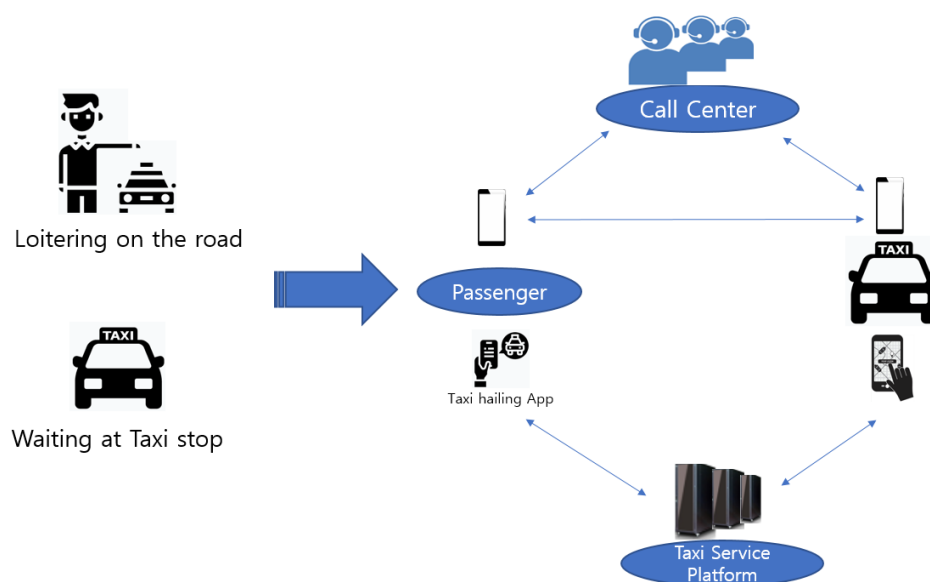 Call Center
Loitering on the road
TAXI
Passenger
TAXI
Taxi hailing App
Waiting at Taxi stop
Taxi Service
Platform